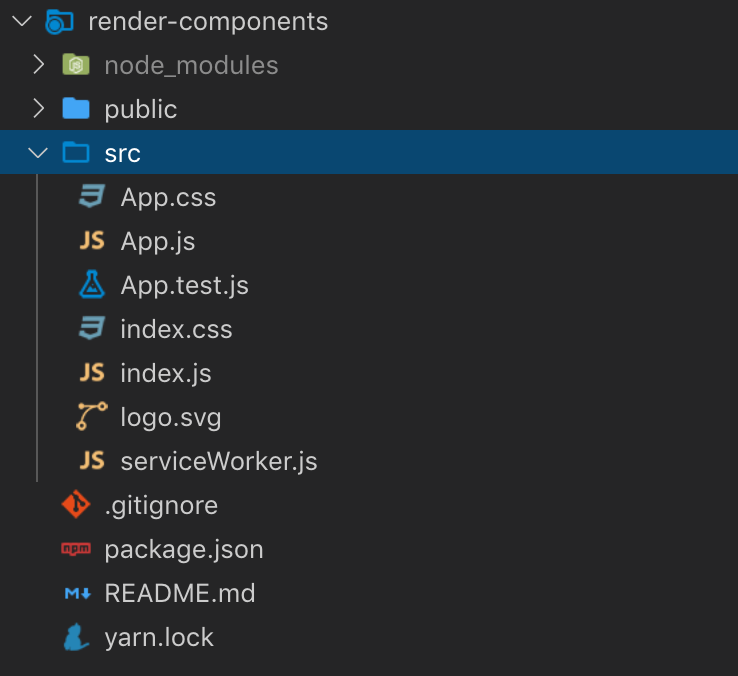 render-components
node_modules
public
src
App.css
JS App.js
App.test.js
index.css
JS index.js
logo.svg
JS serviceWorker.js
.gitignore
npm package.json
M README.md
yarn.lock